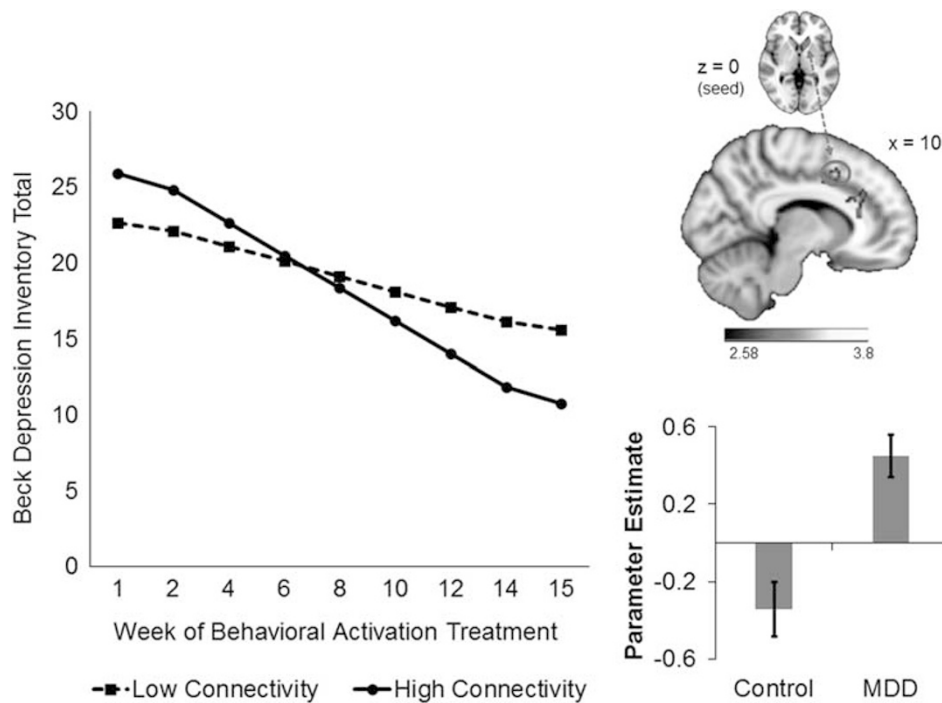 z = 0
(seed)
x = 10
2.58 3.8
Beck Depression Inventory Total
30
25
20
15
10
5
0
1 2 4 6 8 10 12 14 15
Week of Behavioral Activation Treatment
Low Connectivity High Connectivity
Parameter Estimate
0.6
0.2
-0.2
-0.6
Control MDD